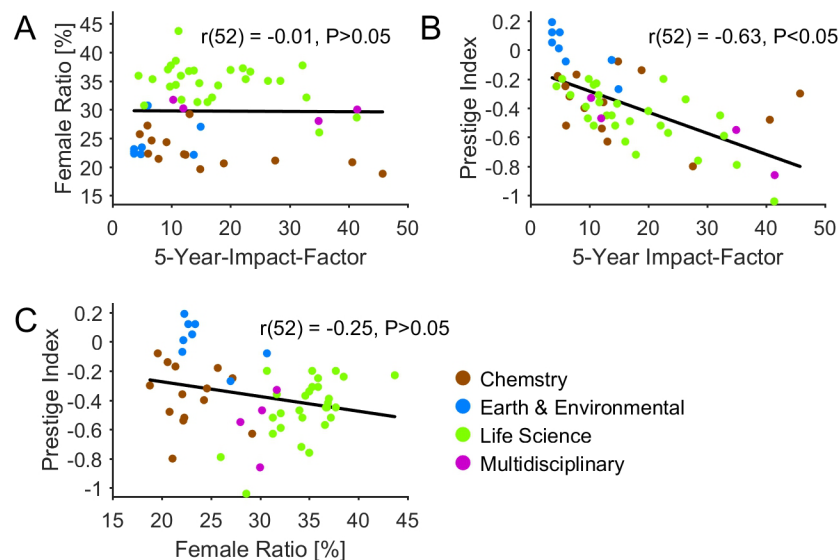 A
r(52) = -0.01, P>0.05
Female Ratio [%]
45
40
35
30
25
20
15
0 10 20 30 40 50
5-Year-Impact-Factor
B
r(52) = -0.63, P<0.05
Prestige Index
0.2
0
-0.2
-0.4
-0.6
-0.8
-1
0 10 20 30 40 50
5-Year Impact-Factor
C
r(52) = -0.25, P>0.05
Prestige Index
0.2
0
-0.2
-0.4
-0.6
-0.8
-1
15 20 25 30 35 40 45
Female Ratio [%]
Chemstry
Earth & Environmental
Life Science
Multidisciplinary